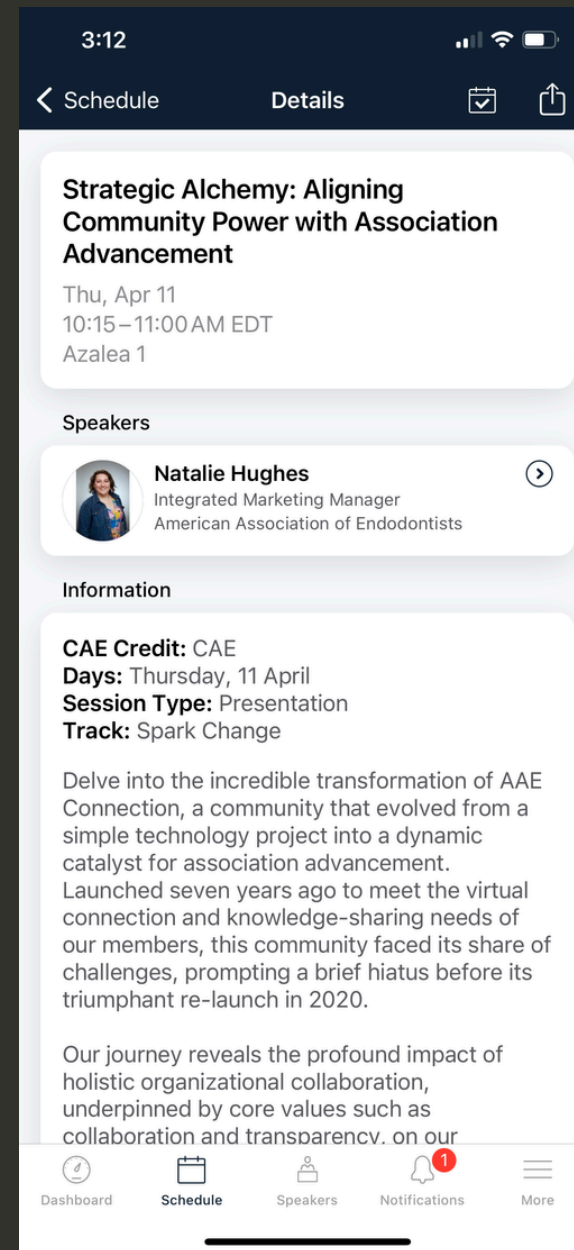 3:12
Schedule
Details
Strategic Alchemy: Aligning
Community Power with Association
Advancement
Thu, Apr 11
10:15–11:00 AM EDT
Azalea 1
Speakers
Natalie Hughes
Integrated Marketing Manager
American Association of Endodontists
Information
CAE Credit: CAE
Days: Thursday, 11 April
Session Type: Presentation
Track: Spark Change
Delve into the incredible transformation of AAE
Connection, a community that evolved from a
simple technology project into a dynamic
catalyst for association advancement.
Launched seven years ago to meet the virtual
connection and knowledge-sharing needs of
our members, this community faced its share of
challenges, prompting a brief hiatus before its
triumphant re-launch in 2020.
Our journey reveals the profound impact of
holistic organizational collaboration,
underpinned by core values such as
collaboration and transparency, on our
1
Dashboard
Schedule
Speakers
Notifications
More